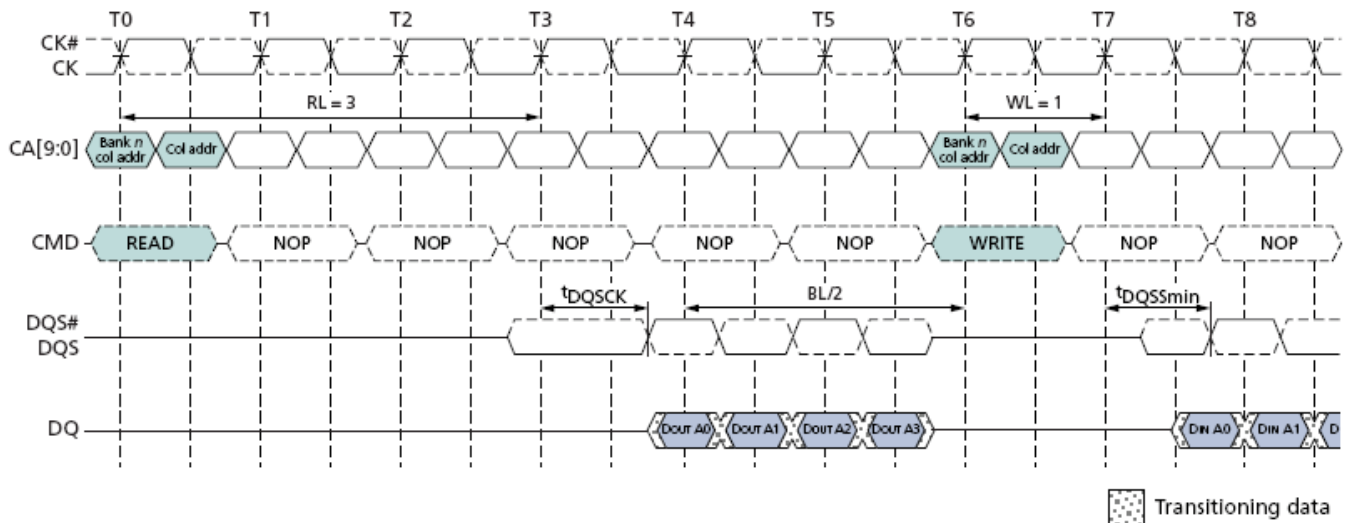 T0 T1 T2 T3 T4 T5 T6 T7 T8
CK#
CK
RL = 3 WL = 1
CA[9:0] Bank n col addr Col addr Bank n col addr Col addr
CMD READ NOP NOP NOP NOP NOP WRITE NOP NOP
tDQSCK BL/2 tDQSSmin
DQS#
DQS
DQ DOUT A0 DOUT A1 DOUT A2 DOUT A3 DIN A0 DIN A1 D
Transitioning data